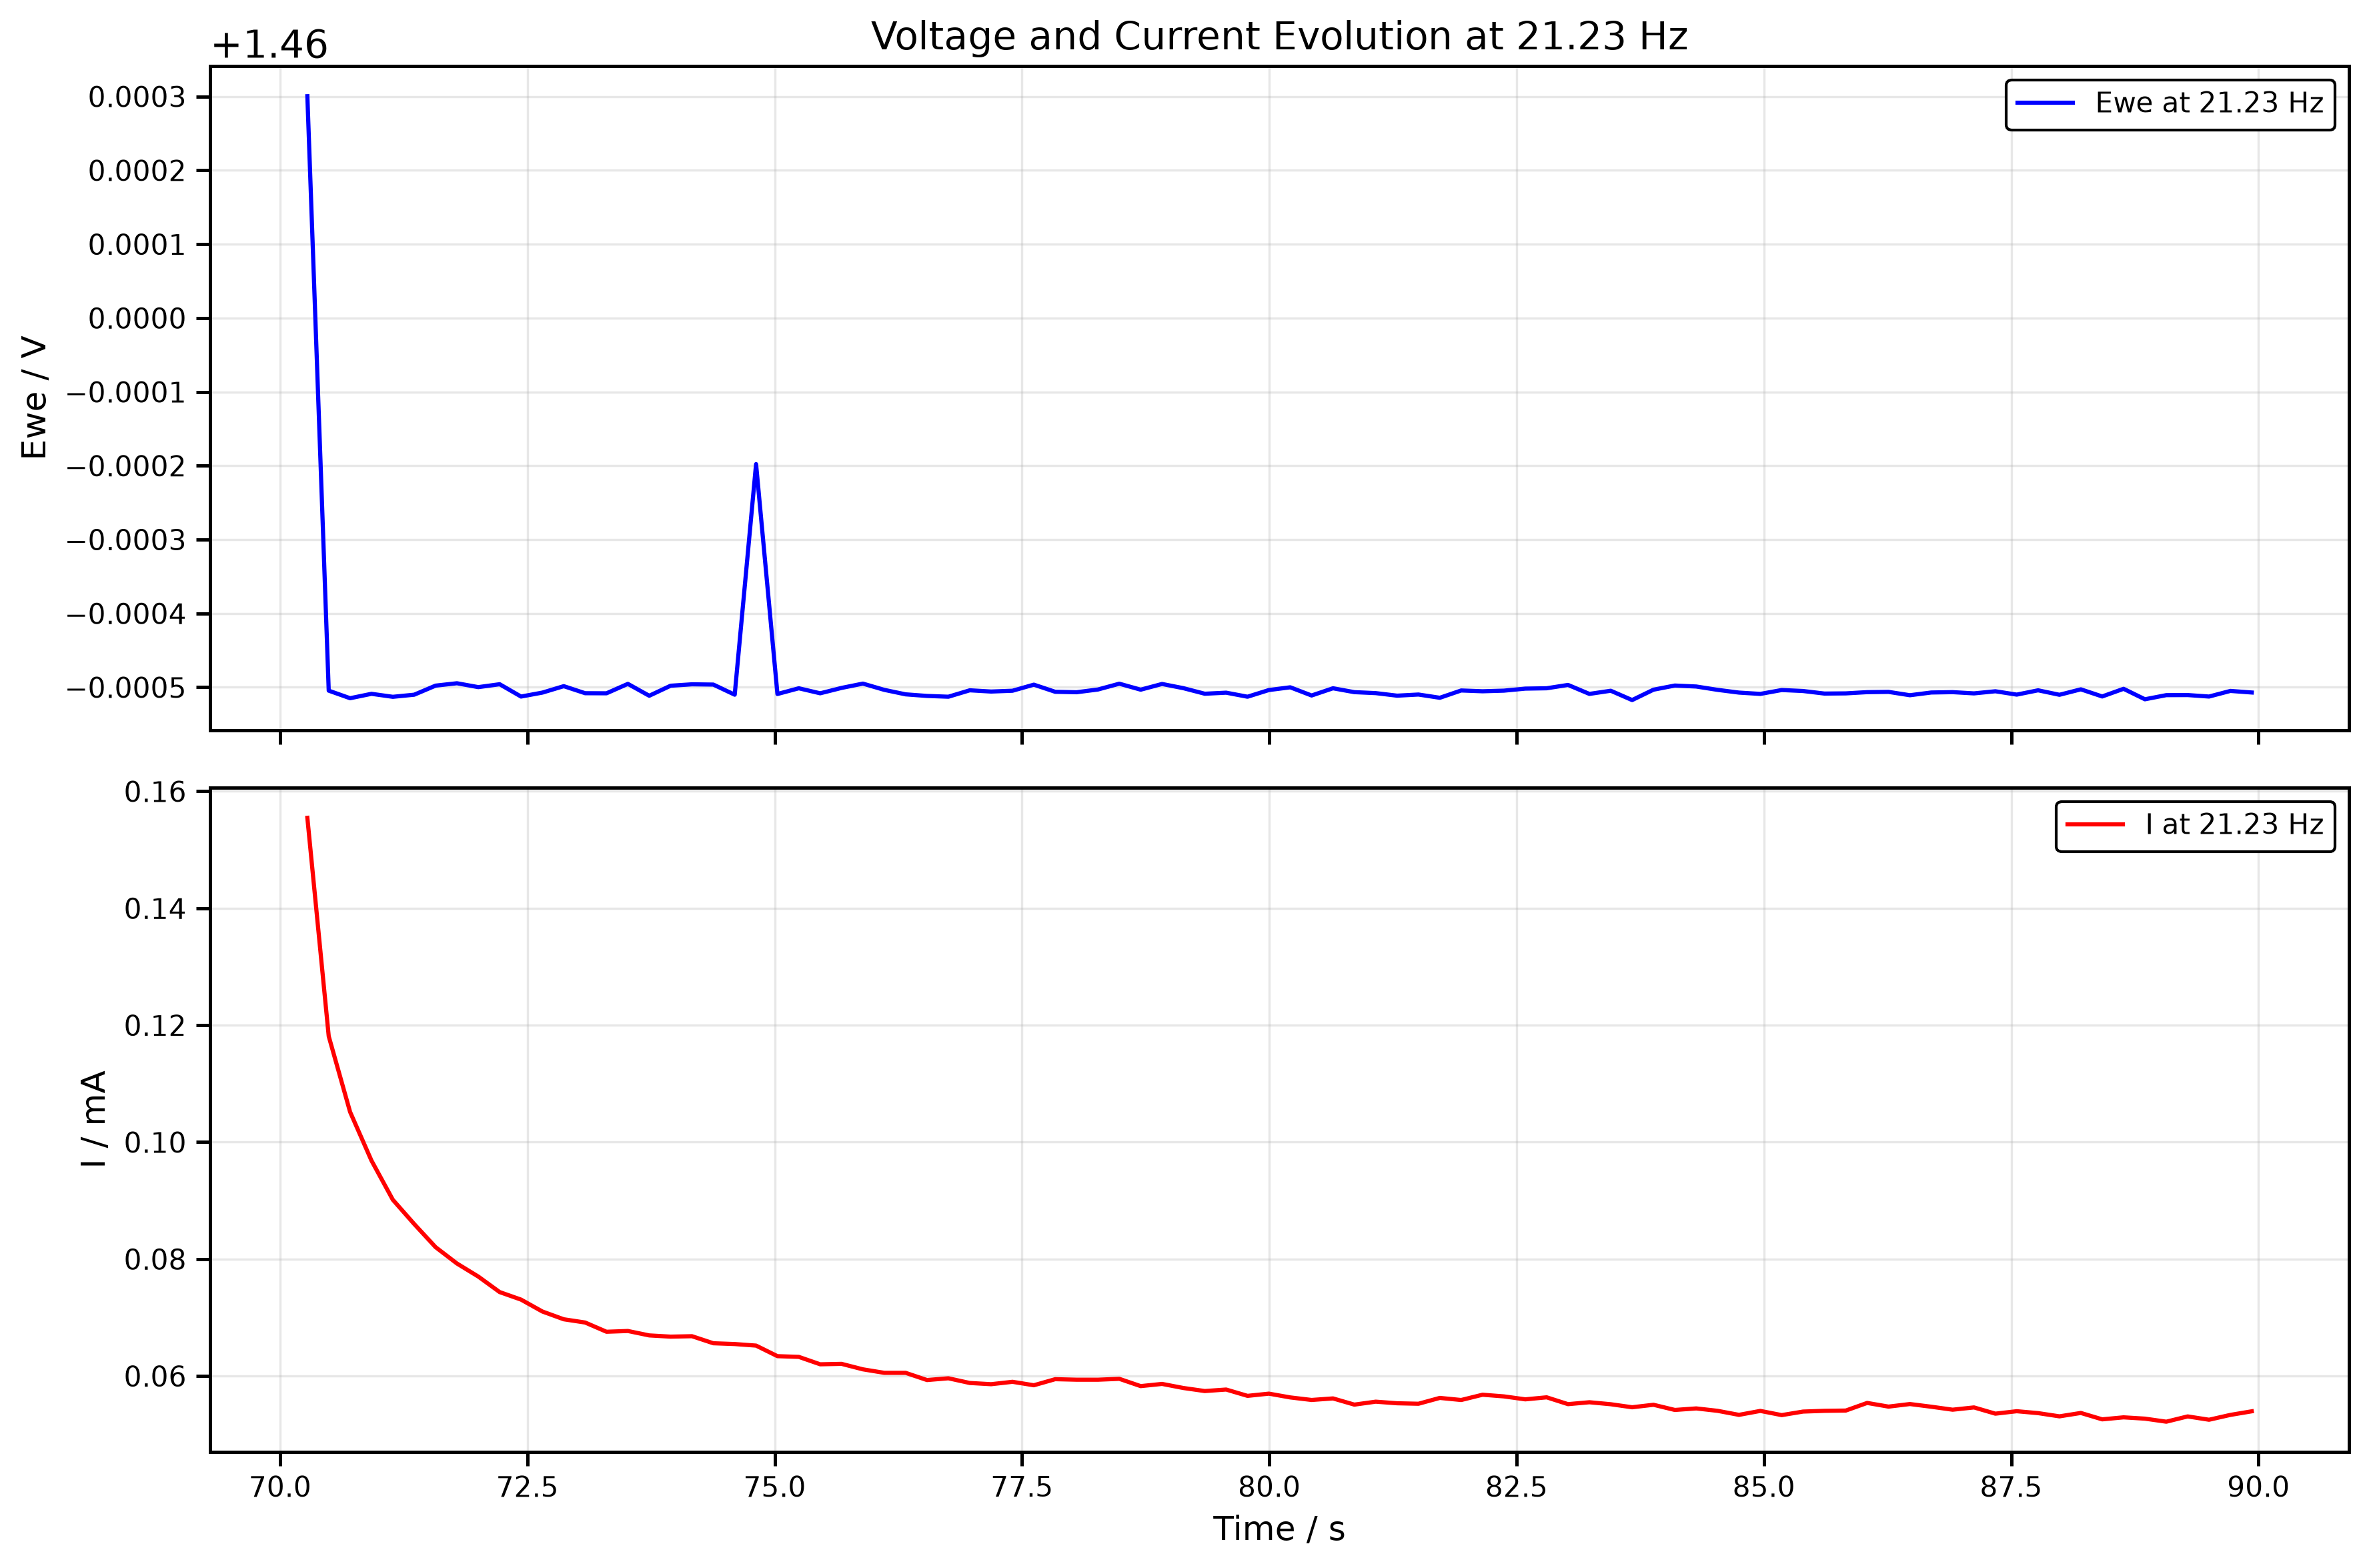 Voltage and Current Evolution at 21.23 Hz
+1.46
0.0003
0.0002
0.0001
0.0000
−0.0001
−0.0002
−0.0003
−0.0004
−0.0005
Ewe / V
Ewe at 21.23 Hz
0.16
0.14
0.12
0.10
0.08
0.06
I / mA
I at 21.23 Hz
70.0 72.5 75.0 77.5 80.0 82.5 85.0 87.5 90.0
Time / s